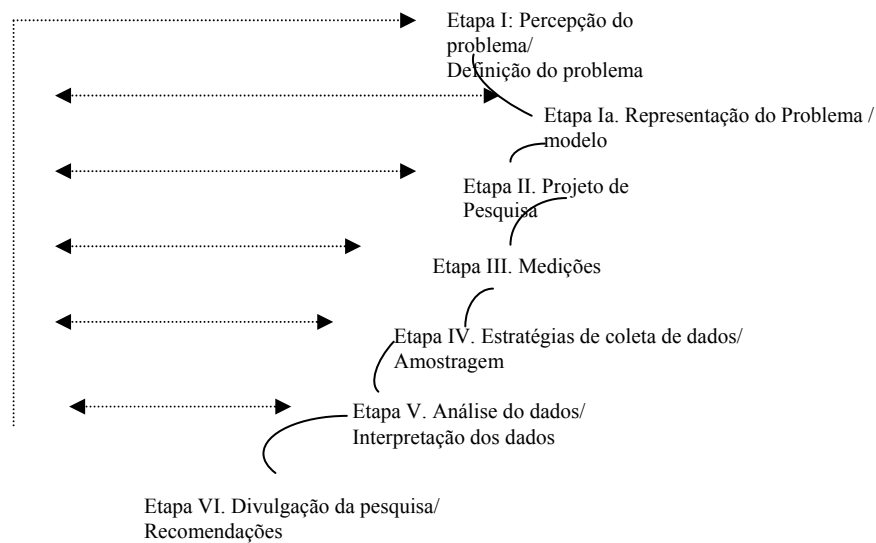 Etapa I: Percepção do
problema/
Definição do problema
Etapa Ia. Representação do Problema /
modelo
Etapa II. Projeto de
Pesquisa
Etapa III. Medições
Etapa IV. Estratégias de coleta de dados/
Amostragem
Etapa V. Análise do dados/
Interpretação dos dados
Etapa VI. Divulgação da pesquisa/
Recomendações